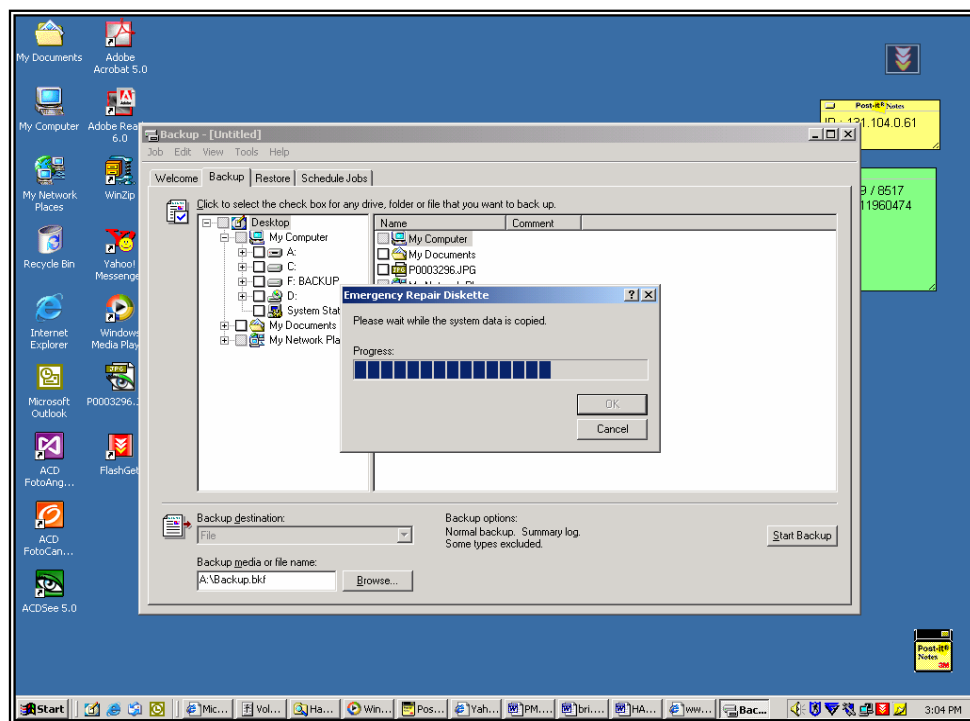 My Documents
Adobe
Acrobat 5.0
My Computer
Adobe
6.0
My Network
Places
WinZip
Recycle Bin
Yahoo!
Internet
Explorer
Microsoft
Outlook
P0003296.
ACD
FotoAng...
FlashGet
ACD
FotoCan...
ACDSee 5.0
Post-it® Notes
131.104.0.61
9 / 8517
11960474
Backup - [Untitled]
Job Edit View Tools Help
Welcome Backup Restore Schedule Jobs
Click to select the check box for any drive, folder or file that you want to back up.
Desktop
My Computer
A:
C:
F: BACKUP
D:
System
My Documents
My Network
Name Comment
My Computer
My Documents
P0003296.JPG
Emergency Repair Diskette
Please wait while the system data is copied.
Progress:
OK
Cancel
Backup destination:
File
Backup media or file name:
A:\Backup.bkf
Browse...
Backup options:
Normal backup. Summary log.
Some types excluded.
Start Backup
Post-it®
Notes
3M
Start Mic... Vol... Ha... Win... Pos... Yah... PM.... bri... HA... ww... Bac... 3:04 PM